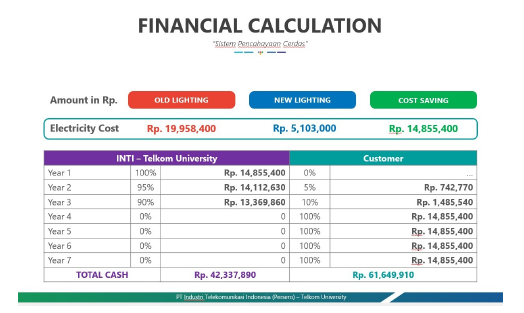 FINANCIAL CALCULATION
"Sistem Pencahayaan Cerdas"
Amount in Rp. OLD LIGHTING NEW LIGHTING COST SAVING
Electricity Cost Rp. 19,958,400 Rp. 5,103,000 Rp. 14,855,400
INTI – Telkom University Customer
Year 1 100% Rp. 14,855,400 0% ...
Year 2 95% Rp. 14,112,630 5% Rp. 742,770
Year 3 90% Rp. 13,369,860 10% Rp. 1,485,540
Year 4 0% 0 100% Rp. 14,855,400
Year 5 0% 0 100% Rp. 14,855,400
Year 6 0% 0 100% Rp. 14,855,400
Year 7 0% 0 100% Rp. 14,855,400
TOTAL CASH Rp. 42,337,890 Rp. 61,649,910
PT Industri Telekomunikasi Indonesia (Persero) – Telkom University